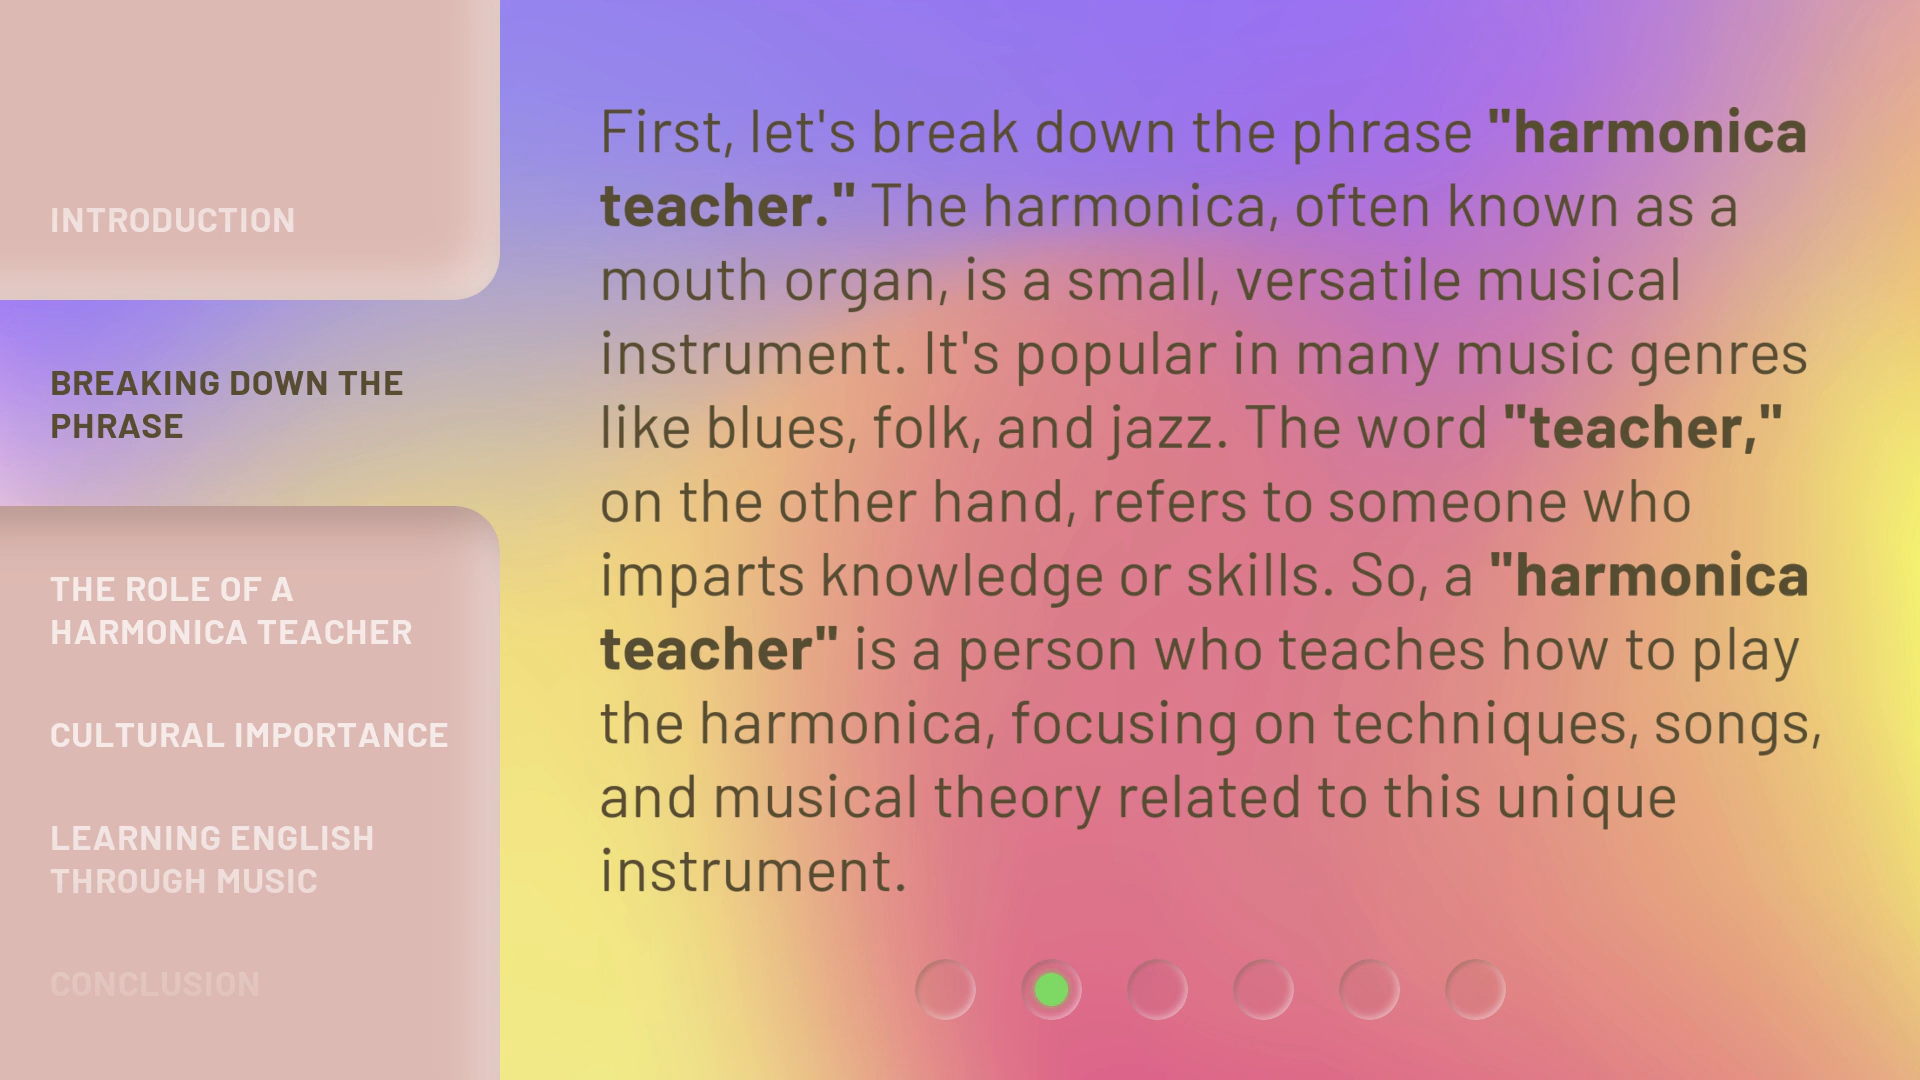 INTRODUCTION
BREAKING DOWN THE
PHRASE
THE ROLE OF A
HARMONICA TEACHER
CULTURAL IMPORTANCE
LEARNING ENGLISH
THROUGH MUSIC
CONCLUSION
First, let's break down the phrase "harmonica
teacher." The harmonica, often known as a
mouth organ, is a small, versatile musical
instrument. It's popular in many music genres
like blues, folk, and jazz. The word "teacher,"
on the other hand, refers to someone who
imparts knowledge or skills. So, a "harmonica
teacher" is a person who teaches how to play
the harmonica, focusing on techniques, songs,
and musical theory related to this unique
instrument.